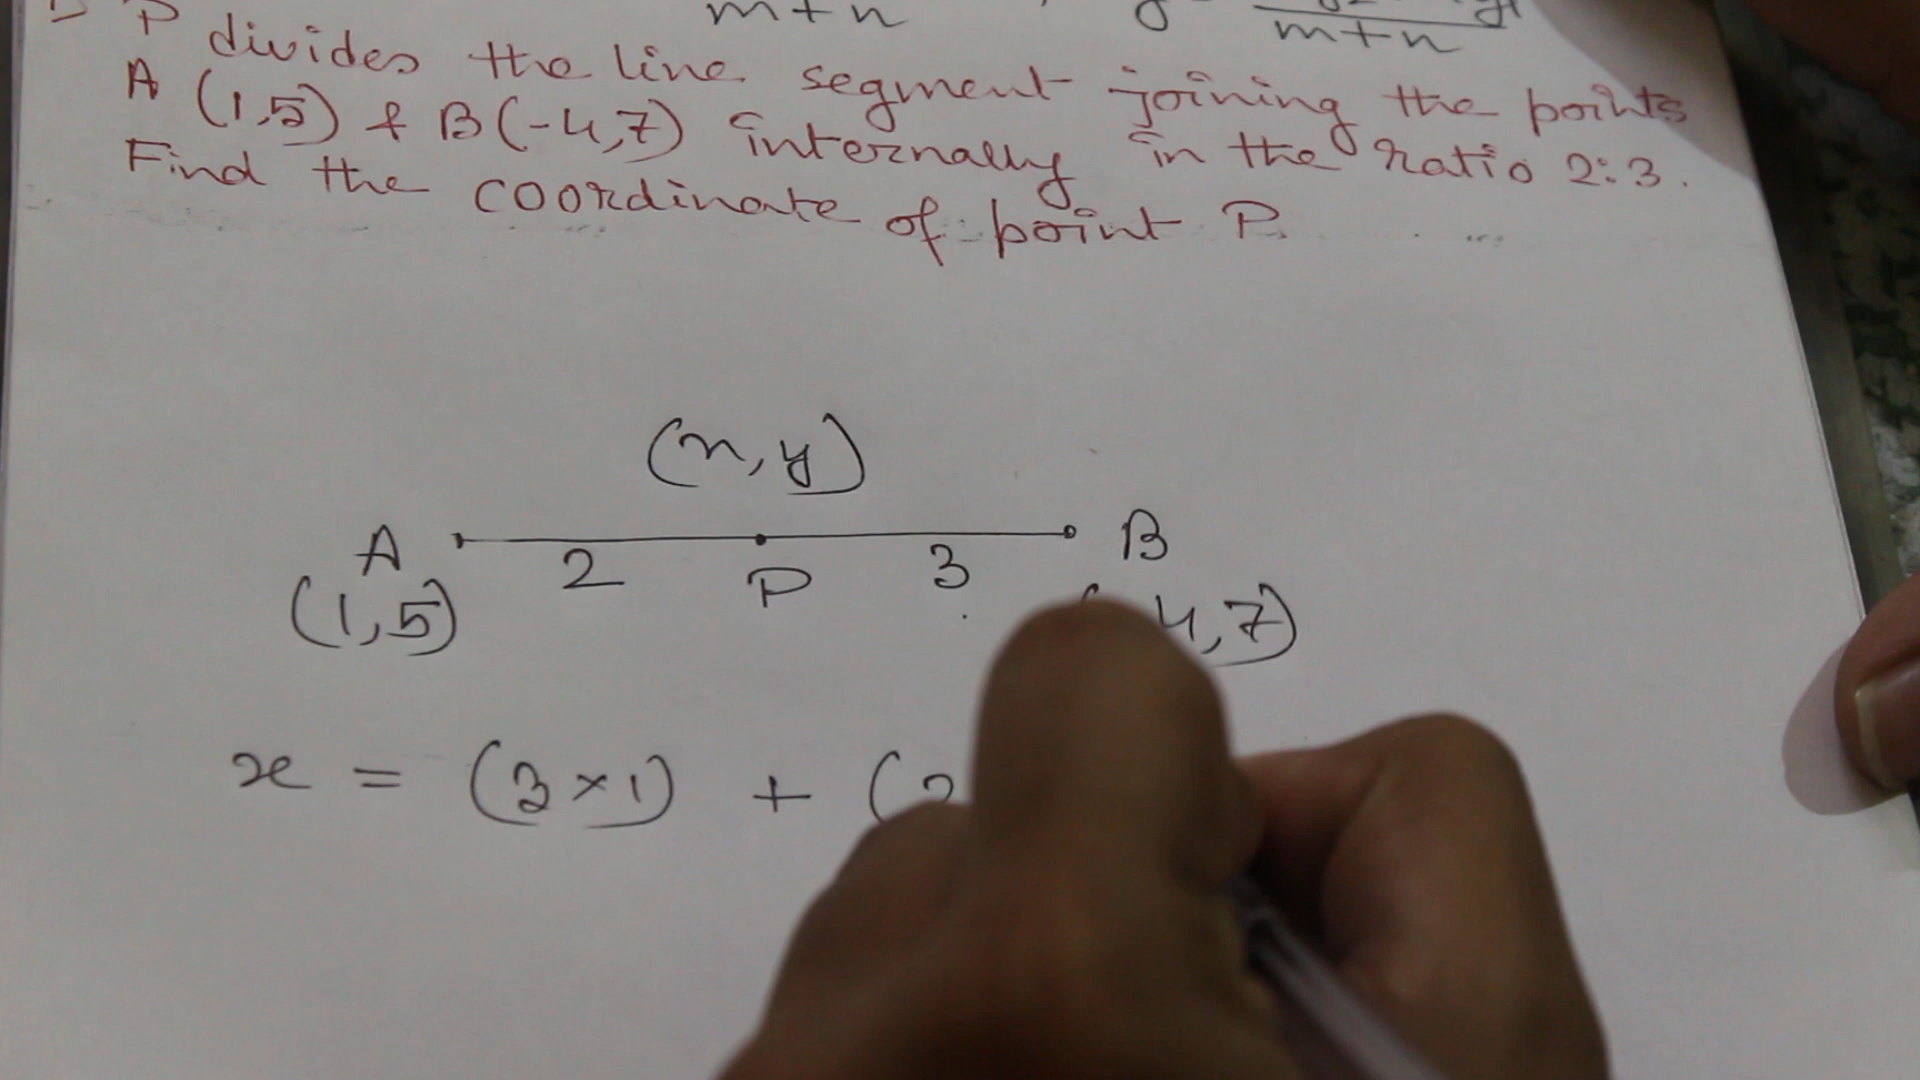 m+n m+n
P divides the line segment joining the points
A (1,5) & B(-4,7) internally in the ratio 2:3.
Find the coordinate of point P.
(x,y)
A 2 P 3 B
(1,5) 4,7)
x = (3×1) + (2